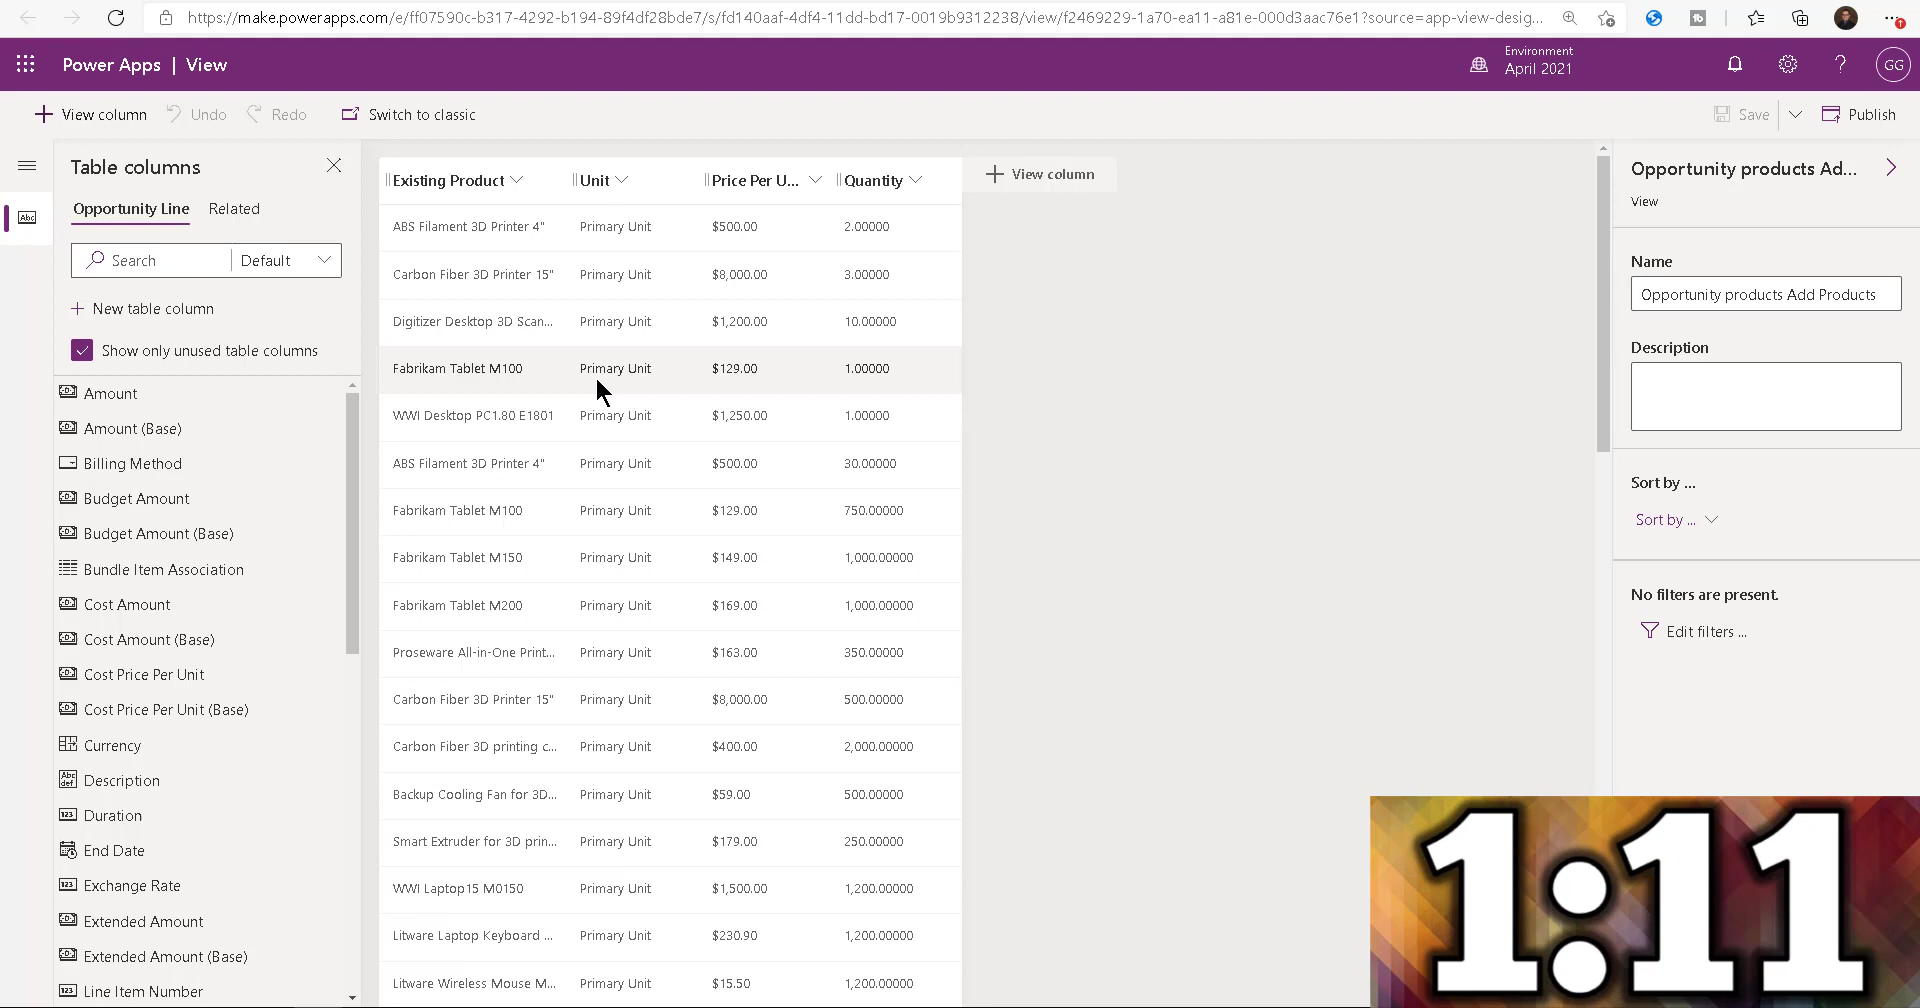 https://make.powerapps.com/e/ff07590c-b317-4292-b194-89f4df28bde7/s/fd140aaf-4df4-11dd-bd17-0019b9312238/view/f2469229-1a70-ea11-a81e-000d3aac76e1?source=app-view-desig...
Power Apps | View
Environment
April 2021
GG
View column
Undo
Redo
Switch to classic
Save
Publish
Table columns
Opportunity Line
Related
Search
Default
New table column
Show only unused table columns
Amount
Amount (Base)
Billing Method
Budget Amount
Budget Amount (Base)
Bundle Item Association
Cost Amount
Cost Amount (Base)
Cost Price Per Unit
Cost Price Per Unit (Base)
Currency
Description
Duration
End Date
Exchange Rate
Extended Amount
Extended Amount (Base)
Line Item Number
Existing Product Unit Price Per U... Quantity
ABS Filament 3D Printer 4" Primary Unit $500.00 2.00000
Carbon Fiber 3D Printer 15" Primary Unit $8,000.00 3.00000
Digitizer Desktop 3D Scan... Primary Unit $1,200.00 10.00000
Fabrikam Tablet M100 Primary Unit $129.00 1.00000
WWI Desktop PC1.80 E1801 Primary Unit $1,250.00 1.00000
ABS Filament 3D Printer 4" Primary Unit $500.00 30.00000
Fabrikam Tablet M100 Primary Unit $129.00 750.00000
Fabrikam Tablet M150 Primary Unit $149.00 1,000.00000
Fabrikam Tablet M200 Primary Unit $169.00 1,000.00000
Proseware All-in-One Print... Primary Unit $163.00 350.00000
Carbon Fiber 3D Printer 15" Primary Unit $8,000.00 500.00000
Carbon Fiber 3D printing c... Primary Unit $400.00 2,000.00000
Backup Cooling Fan for 3D... Primary Unit $59.00 500.00000
Smart Extruder for 3D prin... Primary Unit $179.00 250.00000
WWI Laptop15 M0150 Primary Unit $1,500.00 1,200.00000
Litware Laptop Keyboard ... Primary Unit $230.90 1,200.00000
Litware Wireless Mouse M... Primary Unit $15.50 1,200.00000
View column
Opportunity products Ad...
View
Name
Opportunity products Add Products
Description
Sort by ...
Sort by ...
No filters are present.
Edit filters ...
1:11